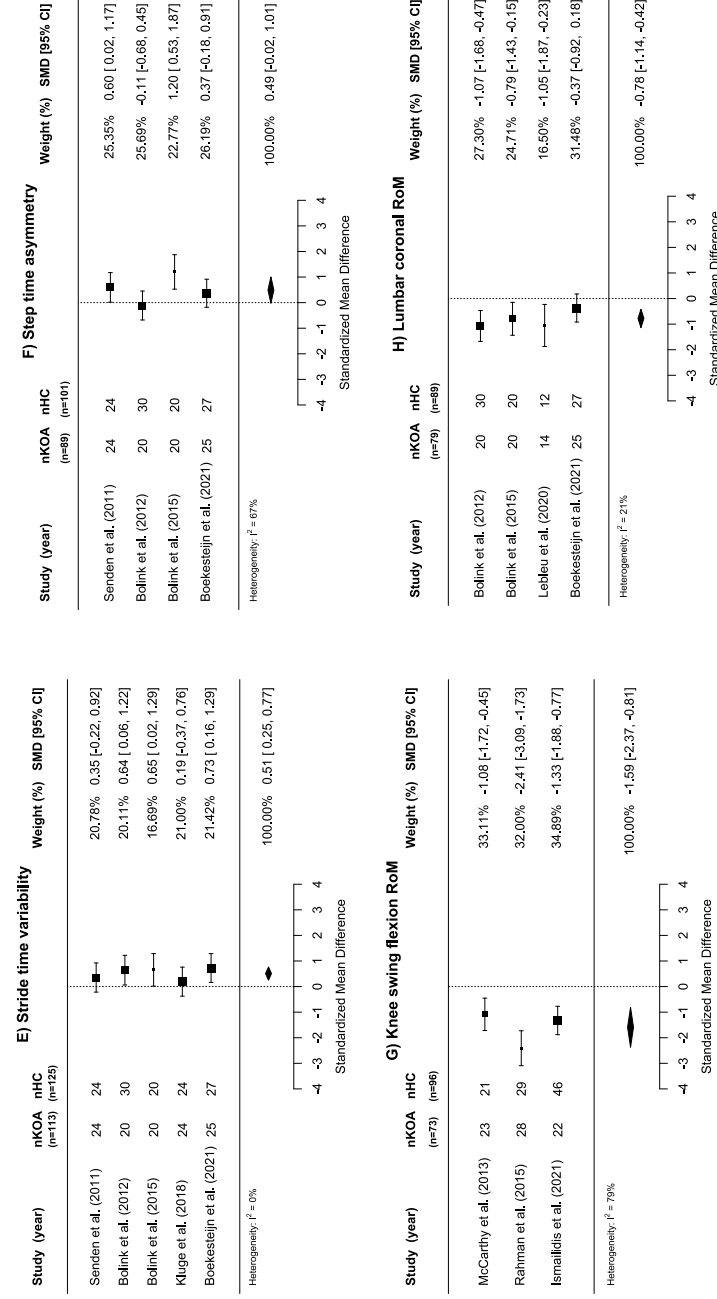 E) Stride time variability
Study (year) nKOA nHC Weight (%) SMD [95% CI]
(n=113) (n=125)
Senden et al. (2011) 24 24 20.78% 0.35 [-0.22, 0.92]
Bolink et al. (2012) 20 30 20.11% 0.64 [ 0.06, 1.22]
Bolink et al. (2015) 20 20 16.69% 0.65 [ 0.02, 1.29]
Kluge et al. (2018) 24 24 21.00% 0.19 [-0.37, 0.76]
Boekesteijn et al. (2021) 25 27 21.42% 0.73 [ 0.16, 1.29]
100.00% 0.51 [ 0.25, 0.77]
Heterogeneity: I² = 0%
-4 -3 -2 -1 0 1 2 3 4
Standardized Mean Difference
F) Step time asymmetry
Study (year) nKOA nHC Weight (%) SMD [95% CI]
(n=89) (n=101)
Senden et al. (2011) 24 24 25.35% 0.60 [ 0.02, 1.17]
Bolink et al. (2012) 20 30 25.69% -0.11 [-0.68, 0.45]
Bolink et al. (2015) 20 20 22.77% 1.20 [ 0.53, 1.87]
Boekesteijn et al. (2021) 25 27 26.19% 0.37 [-0.18, 0.91]
100.00% 0.49 [-0.02, 1.01]
Heterogeneity: I² = 67%
-4 -3 -2 -1 0 1 2 3 4
Standardized Mean Difference
G) Knee swing flexion RoM
Study (year) nKOA nHC Weight (%) SMD [95% CI]
(n=73) (n=96)
McCarthy et al. (2013) 23 21 33.11% -1.08 [-1.72, -0.45]
Rahman et al. (2015) 28 29 32.00% -2.41 [-3.09, -1.73]
Ismailidis et al. (2021) 22 46 34.89% -1.33 [-1.88, -0.77]
100.00% -1.59 [-2.37, -0.81]
Heterogeneity: I² = 79%
-4 -3 -2 -1 0 1 2 3 4
Standardized Mean Difference
H) Lumbar coronal RoM
Study (year) nKOA nHC Weight (%) SMD [95% CI]
(n=79) (n=89)
Bolink et al. (2012) 20 30 27.30% -1.07 [-1.68, -0.47]
Bolink et al. (2015) 20 20 24.71% -0.79 [-1.43, -0.15]
Lebleu et al. (2020) 14 12 16.50% -1.05 [-1.87, -0.23]
Boekesteijn et al. (2021) 25 27 31.48% -0.37 [-0.92, 0.18]
100.00% -0.78 [-1.14, -0.42]
Heterogeneity: I² = 21%
-4 -3 -2 -1 0 1 2 3 4
Standardized Mean Difference